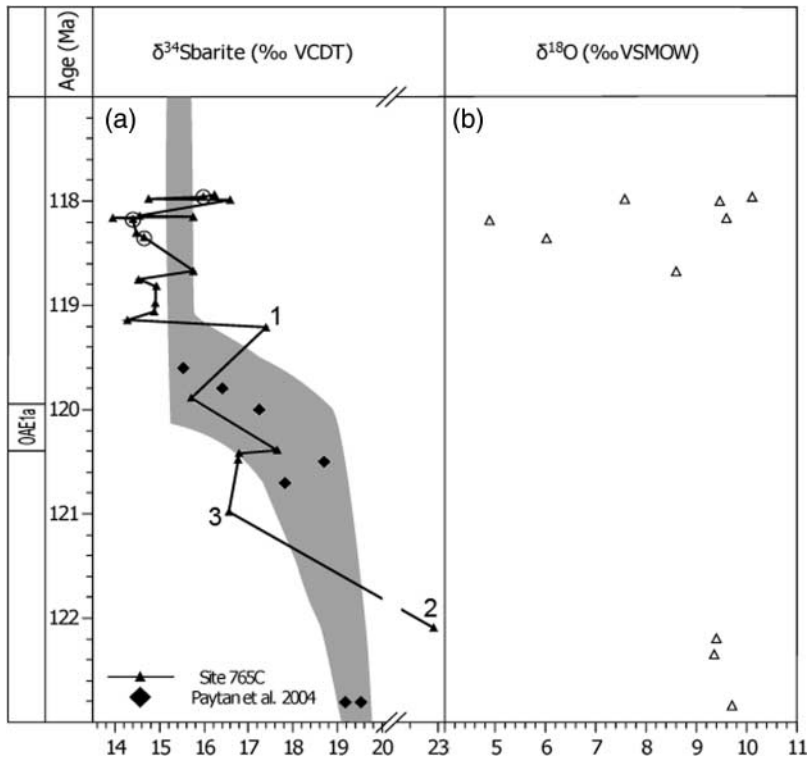 Age (Ma)
δ³⁴Sbarite (‰ VCDT)
δ¹⁸O (‰ VSMOW)
(a)
(b)
118
119
120
121
122
OAE1a
1
2
3
Site 765C
Paytan et al. 2004
14 15 16 17 18 19 20 23
4 5 6 7 8 9 10 11